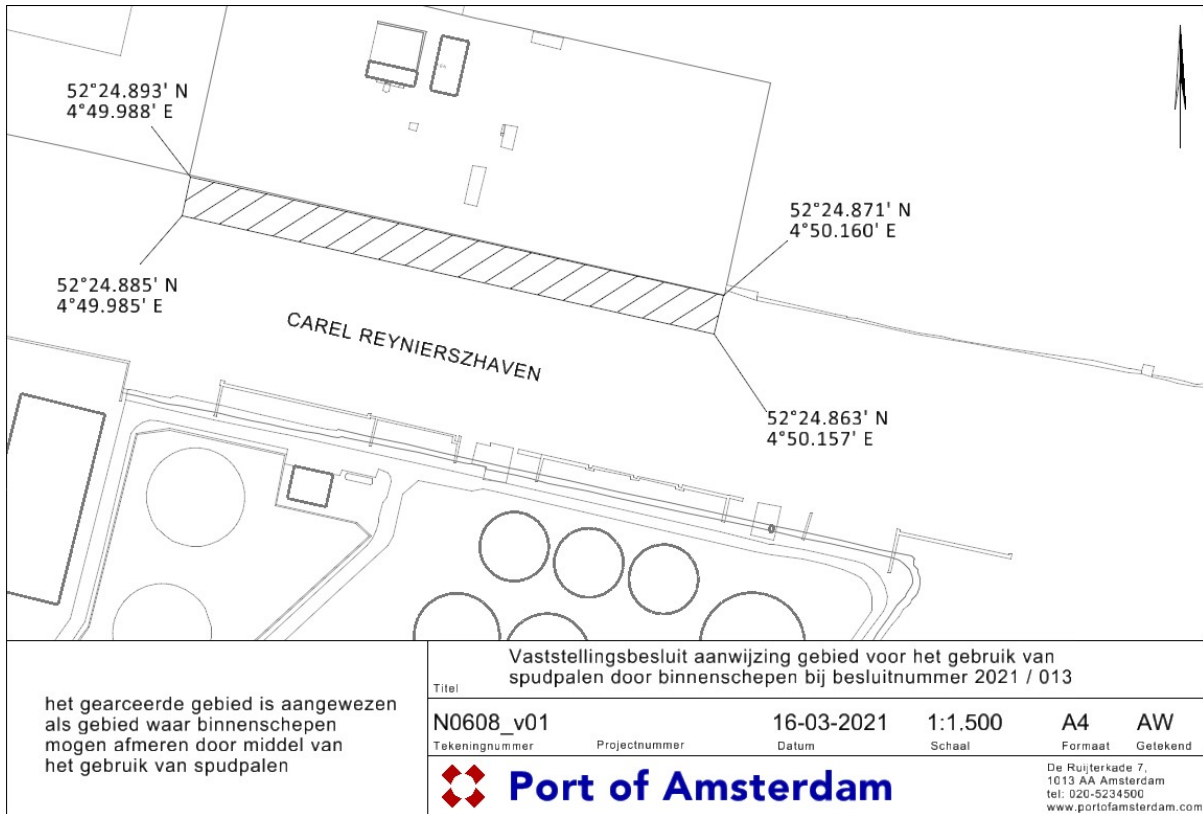 52°24.893' N
4°49.988' E
52°24.871' N
4°50.160' E
52°24.885' N
4°49.985' E
CAREL REYNIERSZHAVEN
52°24.863' N
4°50.157' E
het gearceerde gebied is aangewezen
als gebied waar binnenschepen
mogen afmeren door middel van
het gebruik van spudpalen
Titel
Vaststellingsbesluit aanwijzing gebied voor het gebruik van
spudpalen door binnenschepen bij besluitnummer 2021 / 013
N0608_v01 16-03-2021 1:1.500 A4 AW
Tekeningnummer Projectnummer Datum Schaal Formaat Getekend
Port of Amsterdam
De Ruijterkade 7,
1013 AA Amsterdam
tel: 020-5234500
www.portofamsterdam.com